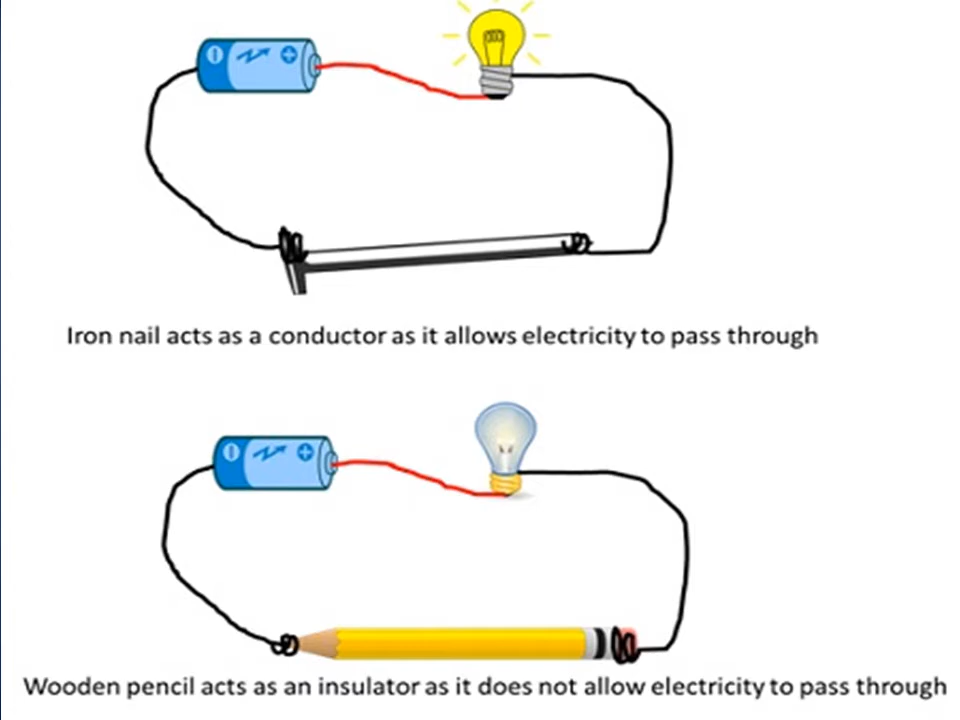 Iron nail acts as a conductor as it allows electricity to pass through
Wooden pencil acts as an insulator as it does not allow electricity to pass through